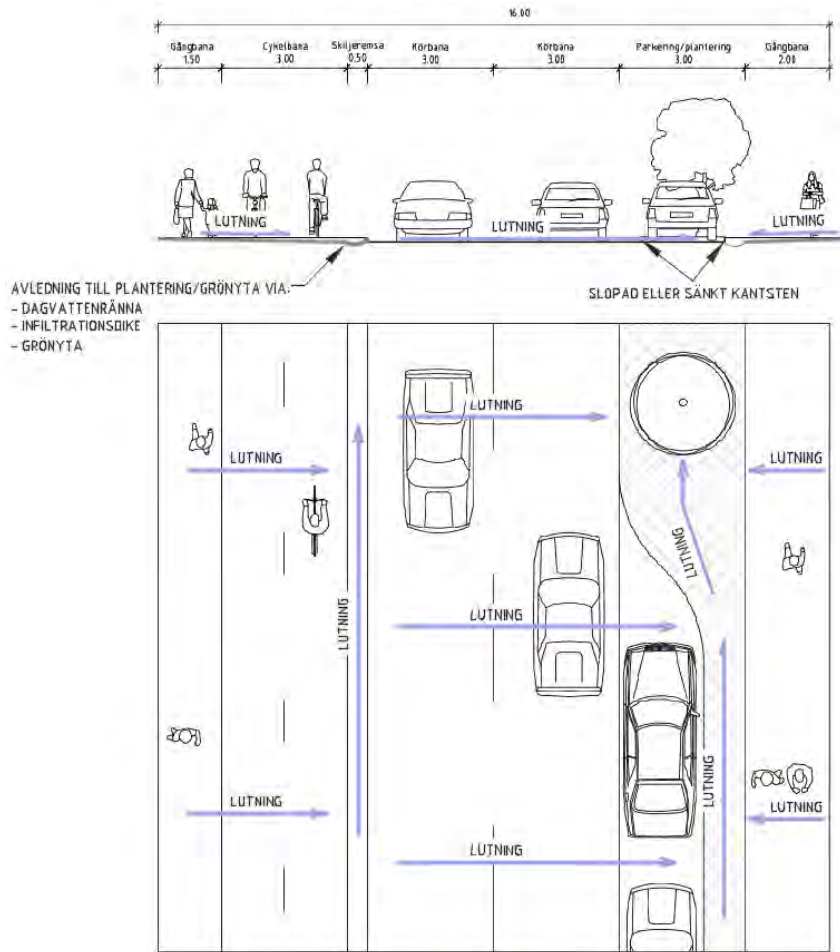 16.00
Gångbana Cykelbana Skiljeremsa Körbana Körbana Parkering/plantering Gångbana
1.50 3.00 0.50 3.00 3.00 3.00 2.00
LUTNING LUTNING LUTNING
AVLEDNING TILL PLANTERING/GRÖNYTA VIA:
- DAGVATTENRÄNNA
- INFILTRATIONSDIKE
- GRÖNYTA
SLOPAD ELLER SÄNKT KANTSTEN
LUTNING
LUTNING LUTNING
LUTNING
LUTNING
LUTNING
LUTNING
LUTNING LUTNING
LUTNING